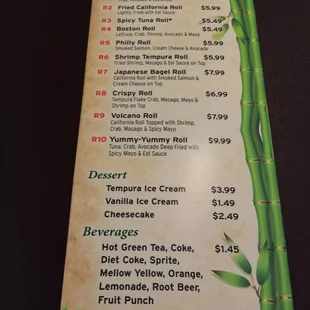 R2 Fried California Roll $5.99
Lightly Fried with Eel Sauce
R3 Spicy Tuna Roll* $5.49
R4 Boston Roll $5.49
Lettuce, Crab, Shrimp, Avocado & Mayo
R5 Philly Roll $5.99
Smoked Salmon, Cream Cheese & Avocado
R6 Shrimp Tempura Roll $5.99
Fried Shrimp, Masago & Eel Sauce on Top
R7 Japanese Bagel Roll $7.99
California Roll with Smoked Salmon &
Cream Cheese on Top
R8 Crispy Roll $6.99
Tempura Flake Crab, Masago, Mayo &
Shrimp on Top
R9 Volcano Roll $7.99
California Roll Topped with Shrimp,
Crab, Masago & Spicy Mayo
R10 Yummy-Yummy Roll $9.99
Tuna, Crab, Avocado Deep Fried with
Spicy Mayo & Eel Sauce
Dessert
Tempura Ice Cream $3.99
Vanilla Ice Cream $1.49
Cheesecake $2.49
Beverages
Hot Green Tea, Coke, $1.45
Diet Coke, Sprite,
Mellow Yellow, Orange,
Lemonade, Root Beer,
Fruit Punch